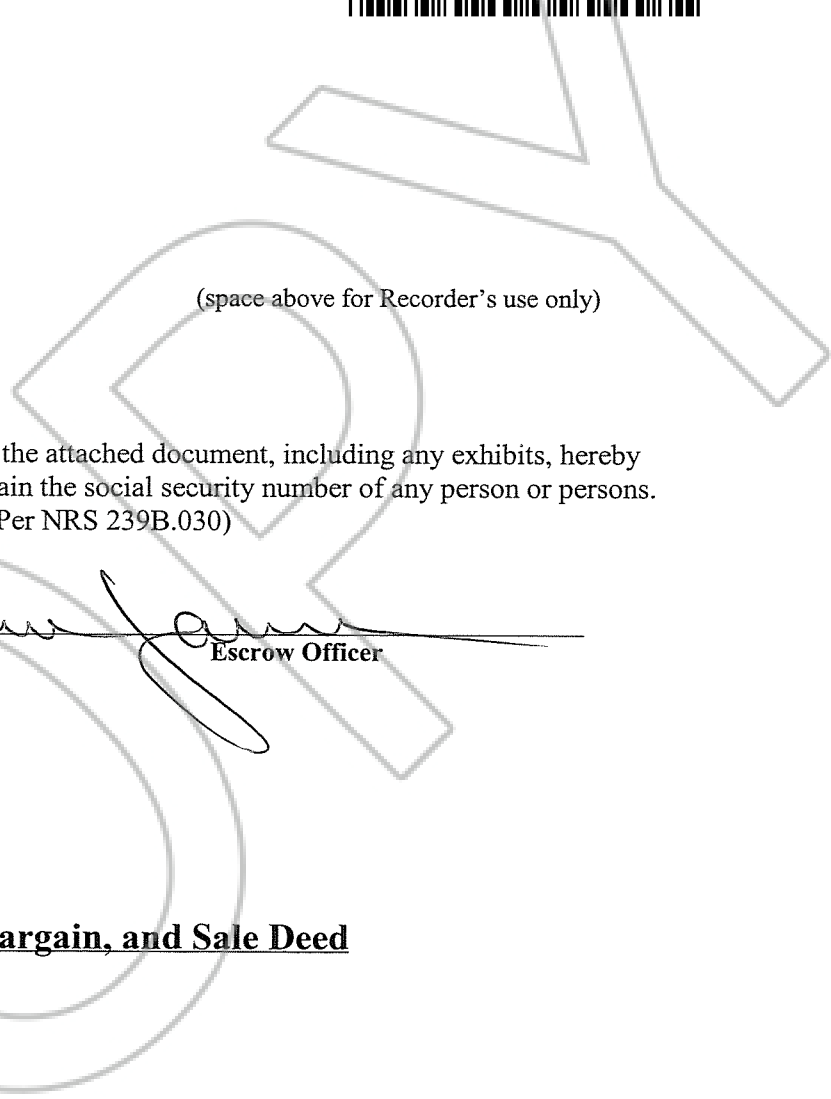 (space above for Recorder's use only)
the attached document, including any exhibits, hereby
ain the social security number of any person or persons.
Per NRS 239B.030)
Escrow Officer
argain, and Sale Deed
COPY